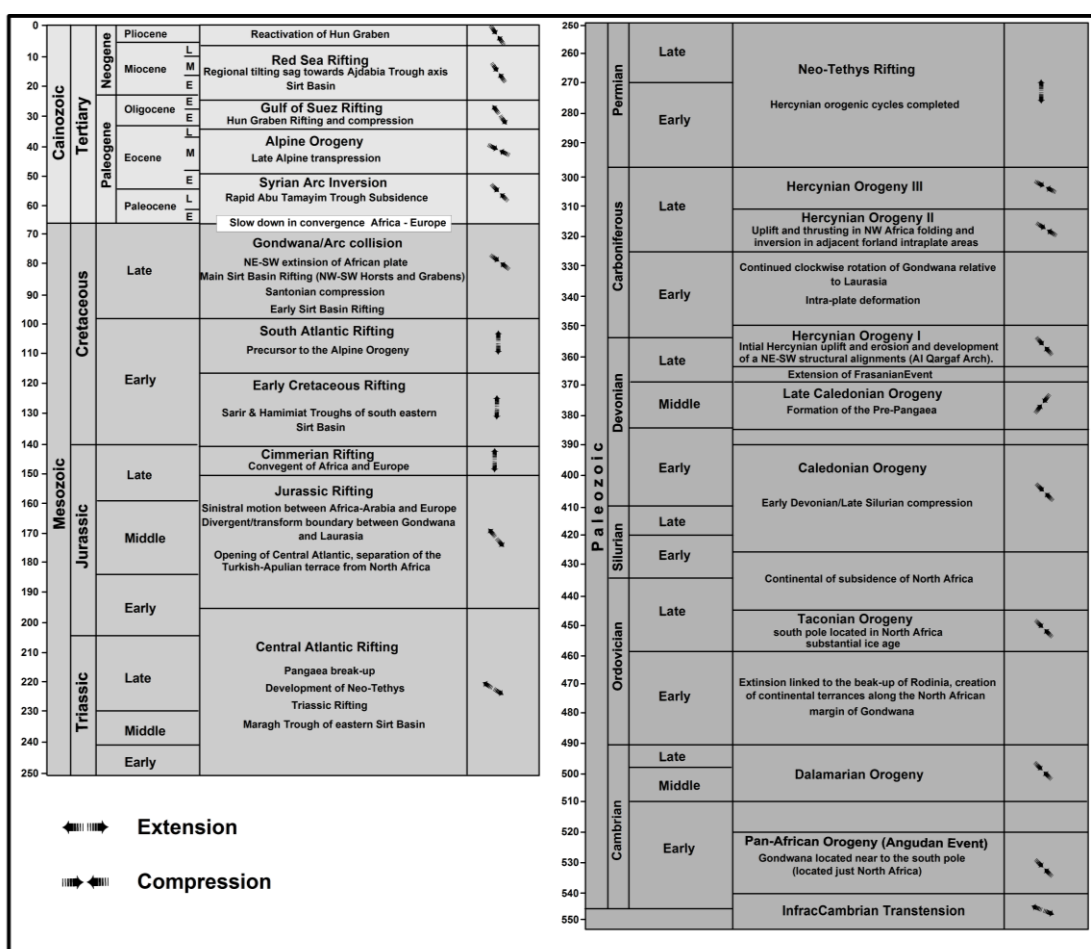 0
10
20
30
40
50
60
70
80
90
100
110
120
130
140
150
160
170
180
190
200
210
220
230
240
250
Cainozoic
Mesozoic
Tertiary
Cretaceous
Jurassic
Triassic
Neogene
Paleogene
Pliocene
Miocene
L
M
E
Oligocene
E
E
Eocene
L
M
E
Paleocene
L
E
Late
Early
Late
Middle
Early
Late
Middle
Early
Reactivation of Hun Graben
Red Sea Rifting
Regional tilting sag towards Ajdabia Trough axis
Sirt Basin
Gulf of Suez Rifting
Hun Graben Rifting and compression
Alpine Orogeny
Late Alpine transpression
Syrian Arc Inversion
Rapid Abu Tamayim Trough Subsidence
Slow down in convergence Africa - Europe
Gondwana/Arc collision
NE-SW extinsion of African plate
Main Sirt Basin Rifting (NW-SW Horsts and Grabens)
Santonian compression
Early Sirt Basin Rifting
South Atlantic Rifting
Precursor to the Alpine Orogeny
Early Cretaceous Rifting
Sarir & Hamimiat Troughs of south eastern
Sirt Basin
Cimmerian Rifting
Convegent of Africa and Europe
Jurassic Rifting
Sinistral motion between Africa-Arabia and Europe
Divergent/transform boundary between Gondwana
and Laurasia
Opening of Central Atlantic, separation of the
Turkish-Apulian terrace from North Africa
Central Atlantic Rifting
Pangaea break-up
Development of Neo-Tethys
Triassic Rifting
Maragh Trough of eastern Sirt Basin
Extension
Compression
260
260
270
280
290
300
310
320
330
340
350
360
370
380
390
400
410
420
430
440
450
460
470
480
490
500
510
520
530
540
550
Paleozoic
Permian
Carboniferous
Devonian
Silurian
Ordovician
Cambrian
Late
Early
Late
Early
Late
Middle
Early
Late
Early
Late
Early
Late
Middle
Early
Neo-Tethys Rifting
Hercynian orogenic cycles completed
Hercynian Orogeny III
Hercynian Orogeny II
Uplift and thrusting in NW Africa folding and
inversion in adjacent forland intraplate areas
Continued clockwise rotation of Gondwana relative
to Laurasia
Intra-plate deformation
Hercynian Orogeny I
Intial Hercynian uplift and erosion and development
of a NE-SW structural alignments (Al Qargaf Arch).
Extension of FrasanianEvent
Late Caledonian Orogeny
Formation of the Pre-Pangaea
Caledonian Orogeny
Early Devonian/Late Silurian compression
Continental of subsidence of North Africa
Taconian Orogeny
south pole located in North Africa
substantial ice age
Extinsion linked to the beak-up of Rodinia, creation
of continental terrances along the North African
margin of Gondwana
Dalamarian Orogeny
Pan-African Orogeny (Angudan Event)
Gondwana located near to the south pole
(located just North Africa)
InfracCambrian Transtension